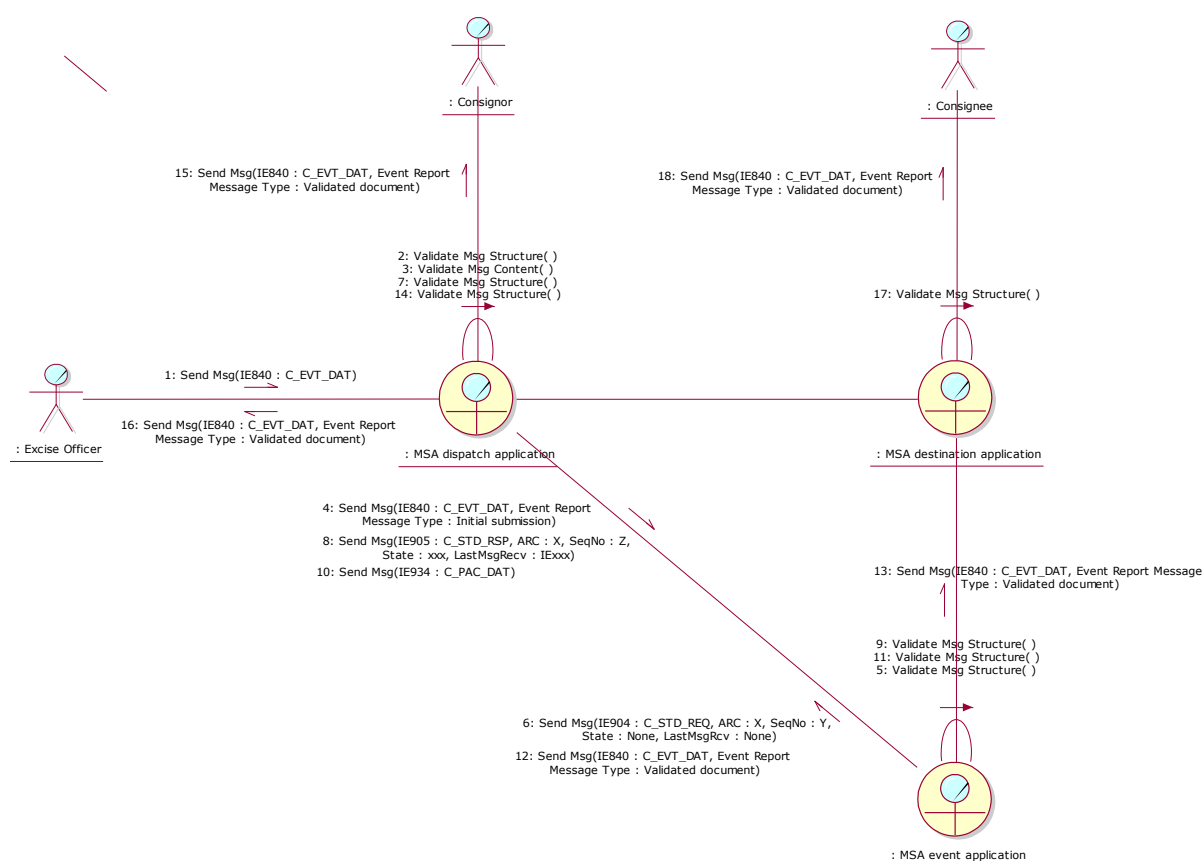 : Consignor
: Consignee
15: Send Msg(IE840 : C_EVT_DAT, Event Report
Message Type : Validated document)
18: Send Msg(IE840 : C_EVT_DAT, Event Report
Message Type : Validated document)
2: Validate Msg Structure( )
3: Validate Msg Content( )
7: Validate Msg Structure( )
14: Validate Msg Structure( )
17: Validate Msg Structure( )
1: Send Msg(IE840 : C_EVT_DAT)
16: Send Msg(IE840 : C_EVT_DAT, Event Report
Message Type : Validated document)
: Excise Officer
: MSA dispatch application
: MSA destination application
4: Send Msg(IE840 : C_EVT_DAT, Event Report
Message Type : Initial submission)
8: Send Msg(IE905 : C_STD_RSP, ARC : X, SeqNo : Z,
State : xxx, LastMsgRecv : IExxx)
10: Send Msg(IE934 : C_PAC_DAT)
13: Send Msg(IE840 : C_EVT_DAT, Event Report Message
Type : Validated document)
9: Validate Msg Structure( )
11: Validate Msg Structure( )
5: Validate Msg Structure( )
6: Send Msg(IE904 : C_STD_REQ, ARC : X, SeqNo : Y,
State : None, LastMsgRcv : None)
12: Send Msg(IE840 : C_EVT_DAT, Event Report
Message Type : Validated document)
: MSA event application